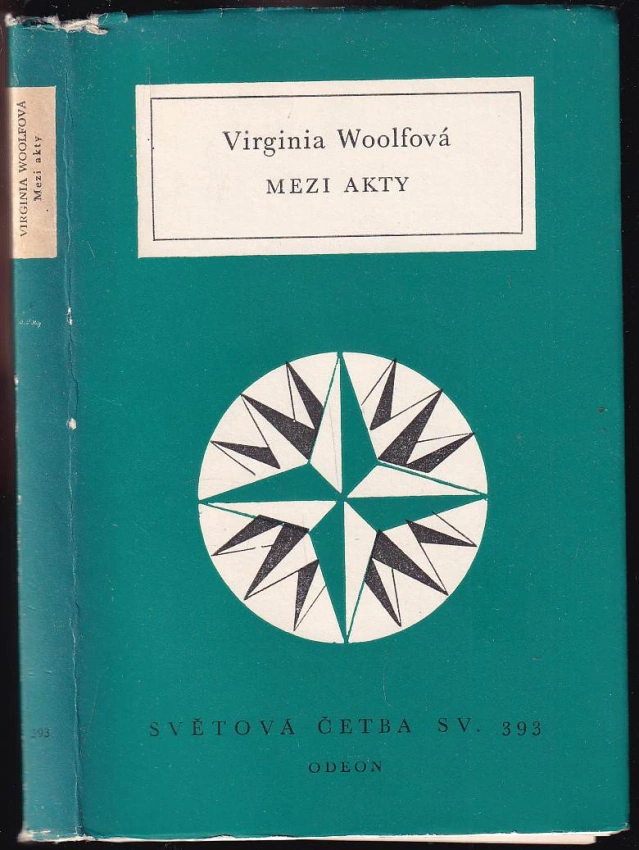 VIRGINIA WOOLFOVÁ
Mezi akty
393
Virginia Woolfová
MEZI AKTY
SVĚTOVÁ ČETBA SV. 393
ODEON